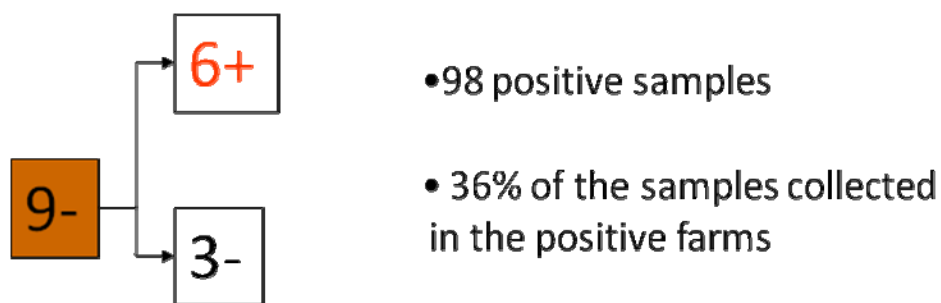 6+
9-
3-
•98 positive samples
• 36% of the samples collected
in the positive farms